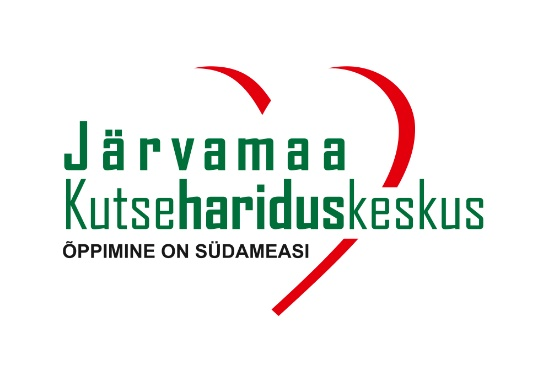 Järvamaa
Kutsehariduskeskus
ÕPPIMINE ON SÜDAMEASI